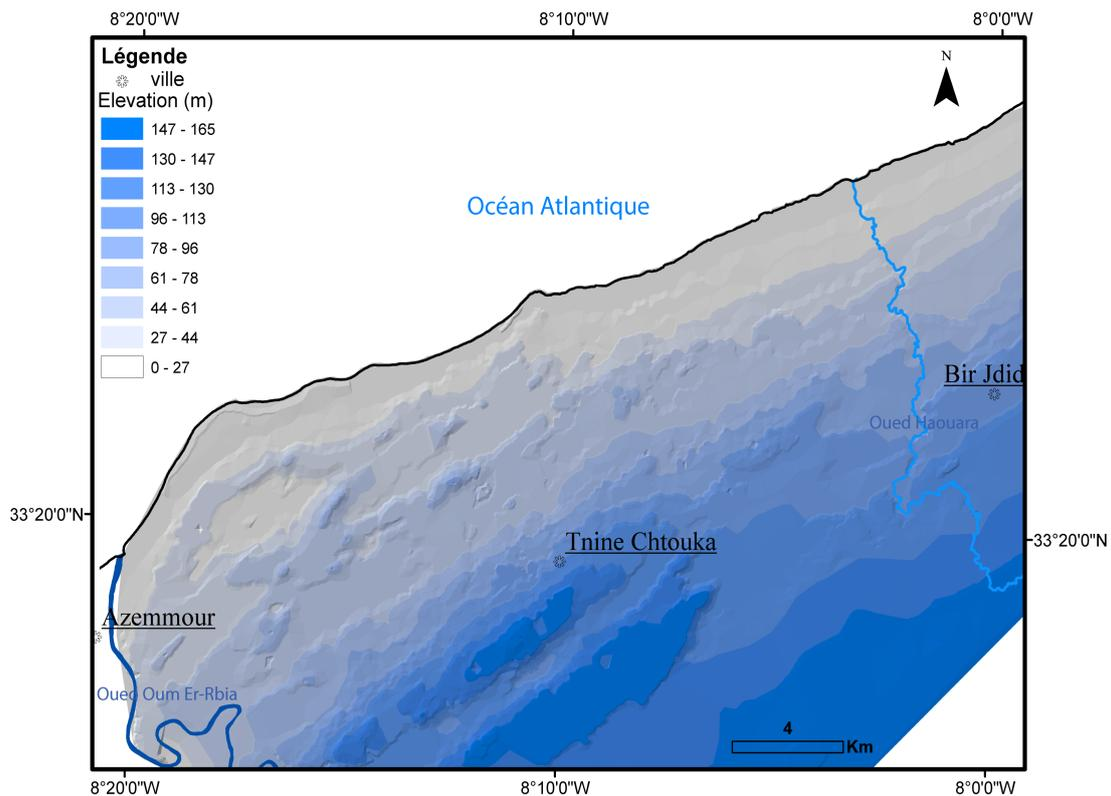 8°20'0"W 8°10'0"W 8°0'0"W
Légende
ville
Elevation (m)
147 - 165
130 - 147
113 - 130
96 - 113
78 - 96
61 - 78
44 - 61
27 - 44
0 - 27
N
Océan Atlantique
Bir Jdid
Oued Haouara
33°20'0"N
Tnine Chtouka
33°20'0"N
Azemmour
Oued Oum Er-Rbia
4
Km
8°20'0"W 8°10'0"W 8°0'0"W